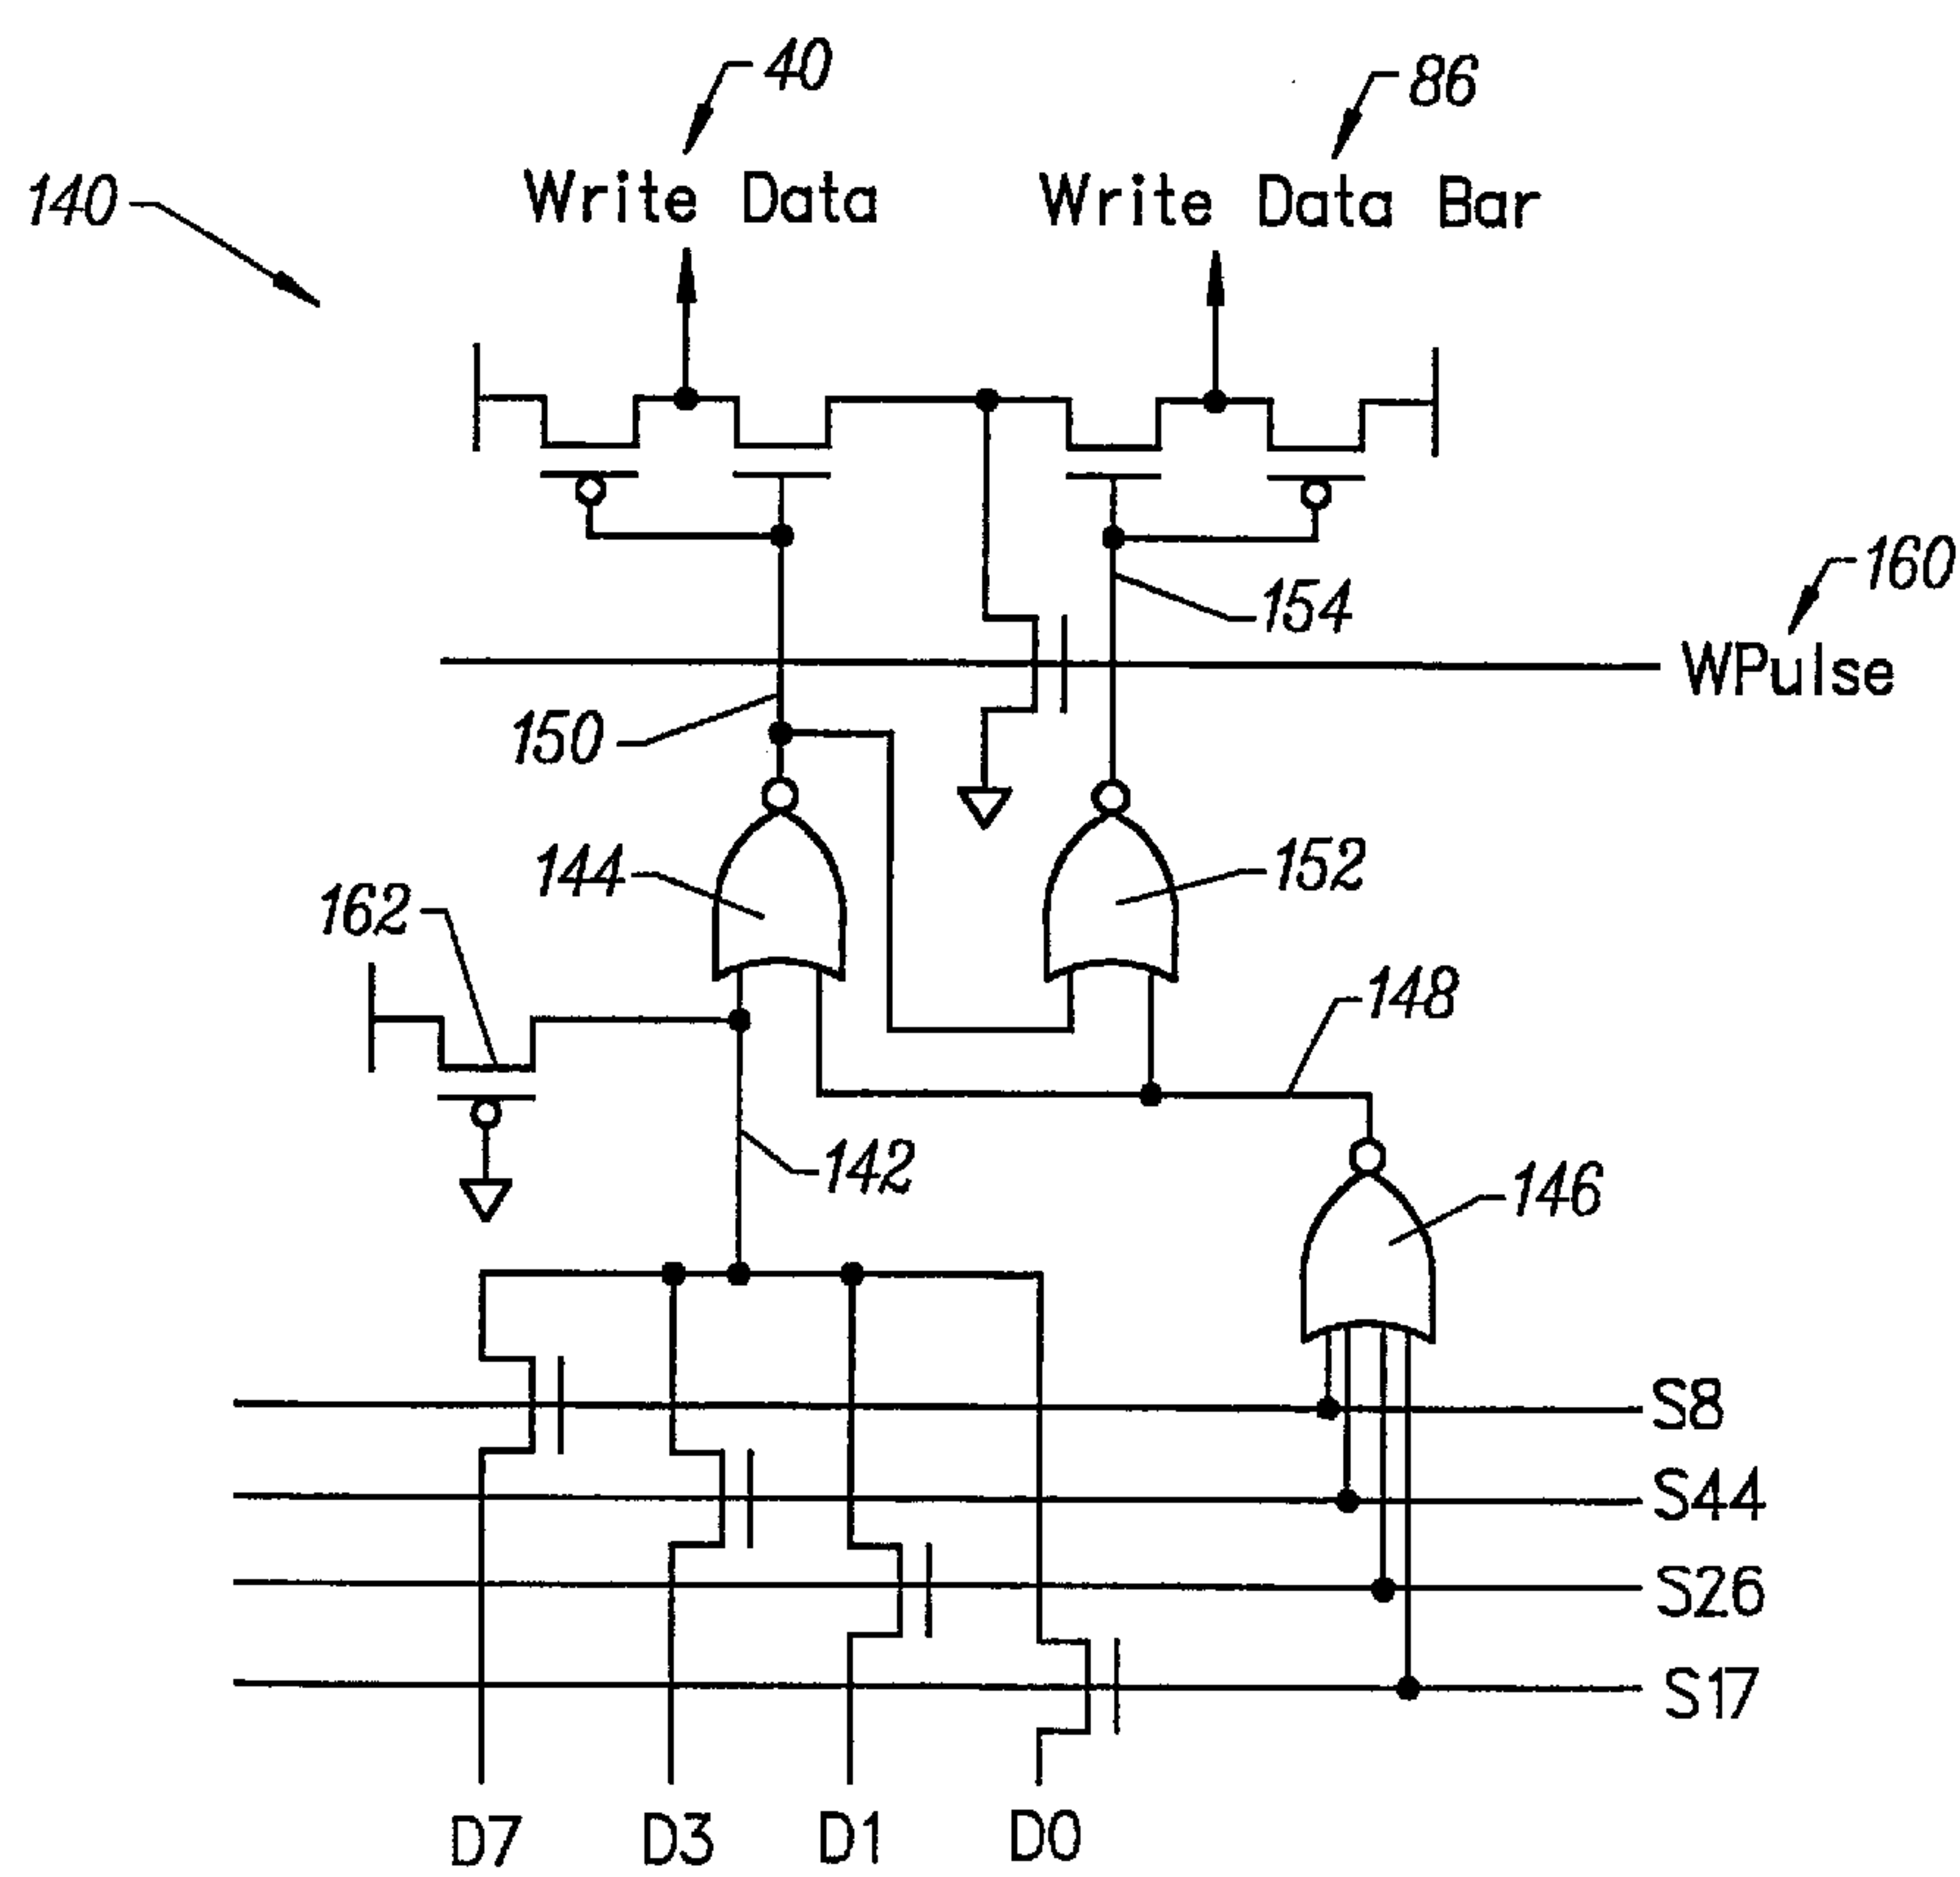 40
86
140
Write Data
Write Data Bar
160
154
WPulse
150
144
152
162
148
142
146
S8
S44
S26
S17
D7
D3
D1
D0